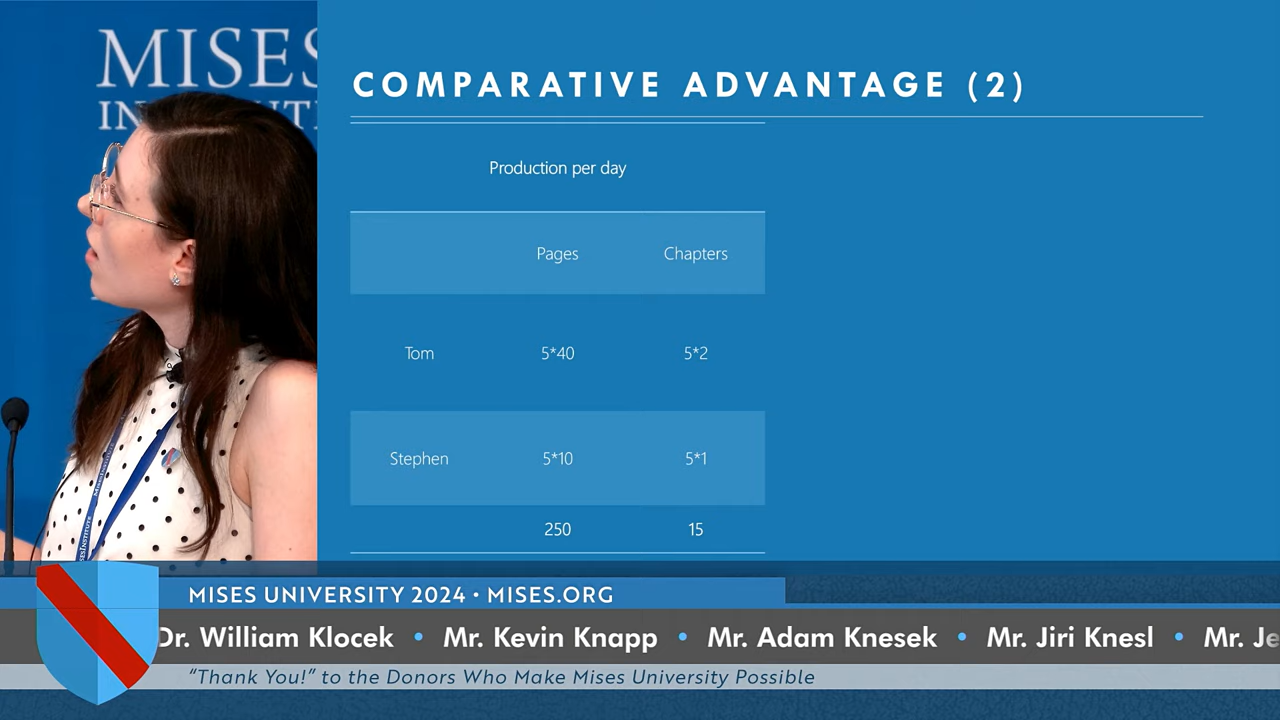 MISES
IN
COMPARATIVE ADVANTAGE (2)
Production per day
Pages Chapters
Tom 5*40 5*2
Stephen 5*10 5*1
250 15
MISES UNIVERSITY 2024 • MISES.ORG
Dr. William Klocek • Mr. Kevin Knapp • Mr. Adam Knesek • Mr. Jiri Knesl • Mr. Je
“Thank You!” to the Donors Who Make Mises University Possible